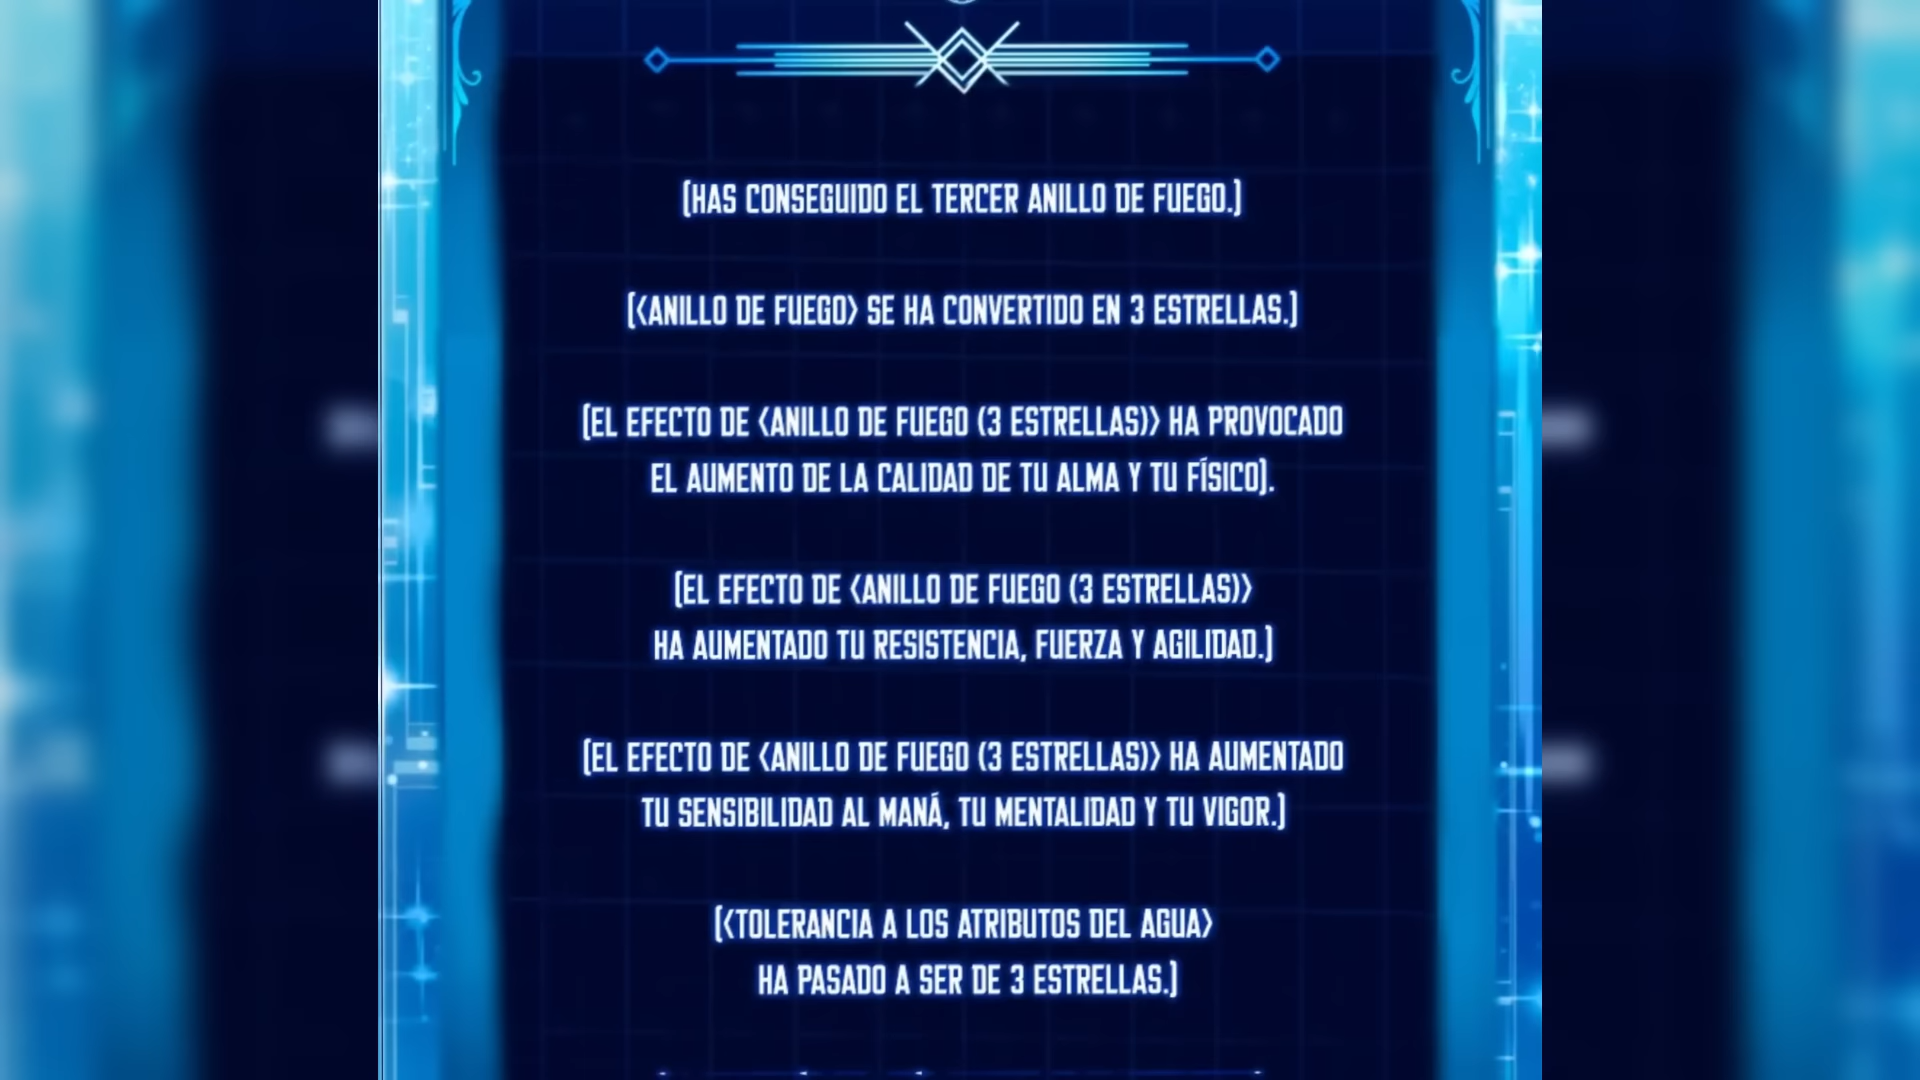 [HAS CONSEGUIDO EL TERCER ANILLO DE FUEGO.]
[<ANILLO DE FUEGO> SE HA CONVERTIDO EN 3 ESTRELLAS.]
[EL EFECTO DE <ANILLO DE FUEGO (3 ESTRELLAS)> HA PROVOCADO
EL AUMENTO DE LA CALIDAD DE TU ALMA Y TU FÍSICO].
[EL EFECTO DE <ANILLO DE FUEGO (3 ESTRELLAS)>
HA AUMENTADO TU RESISTENCIA, FUERZA Y AGILIDAD.]
[EL EFECTO DE <ANILLO DE FUEGO (3 ESTRELLAS)> HA AUMENTADO
TU SENSIBILIDAD AL MANÁ, TU MENTALIDAD Y TU VIGOR.]
[<TOLERANCIA A LOS ATRIBUTOS DEL AGUA>
HA PASADO A SER DE 3 ESTRELLAS.]